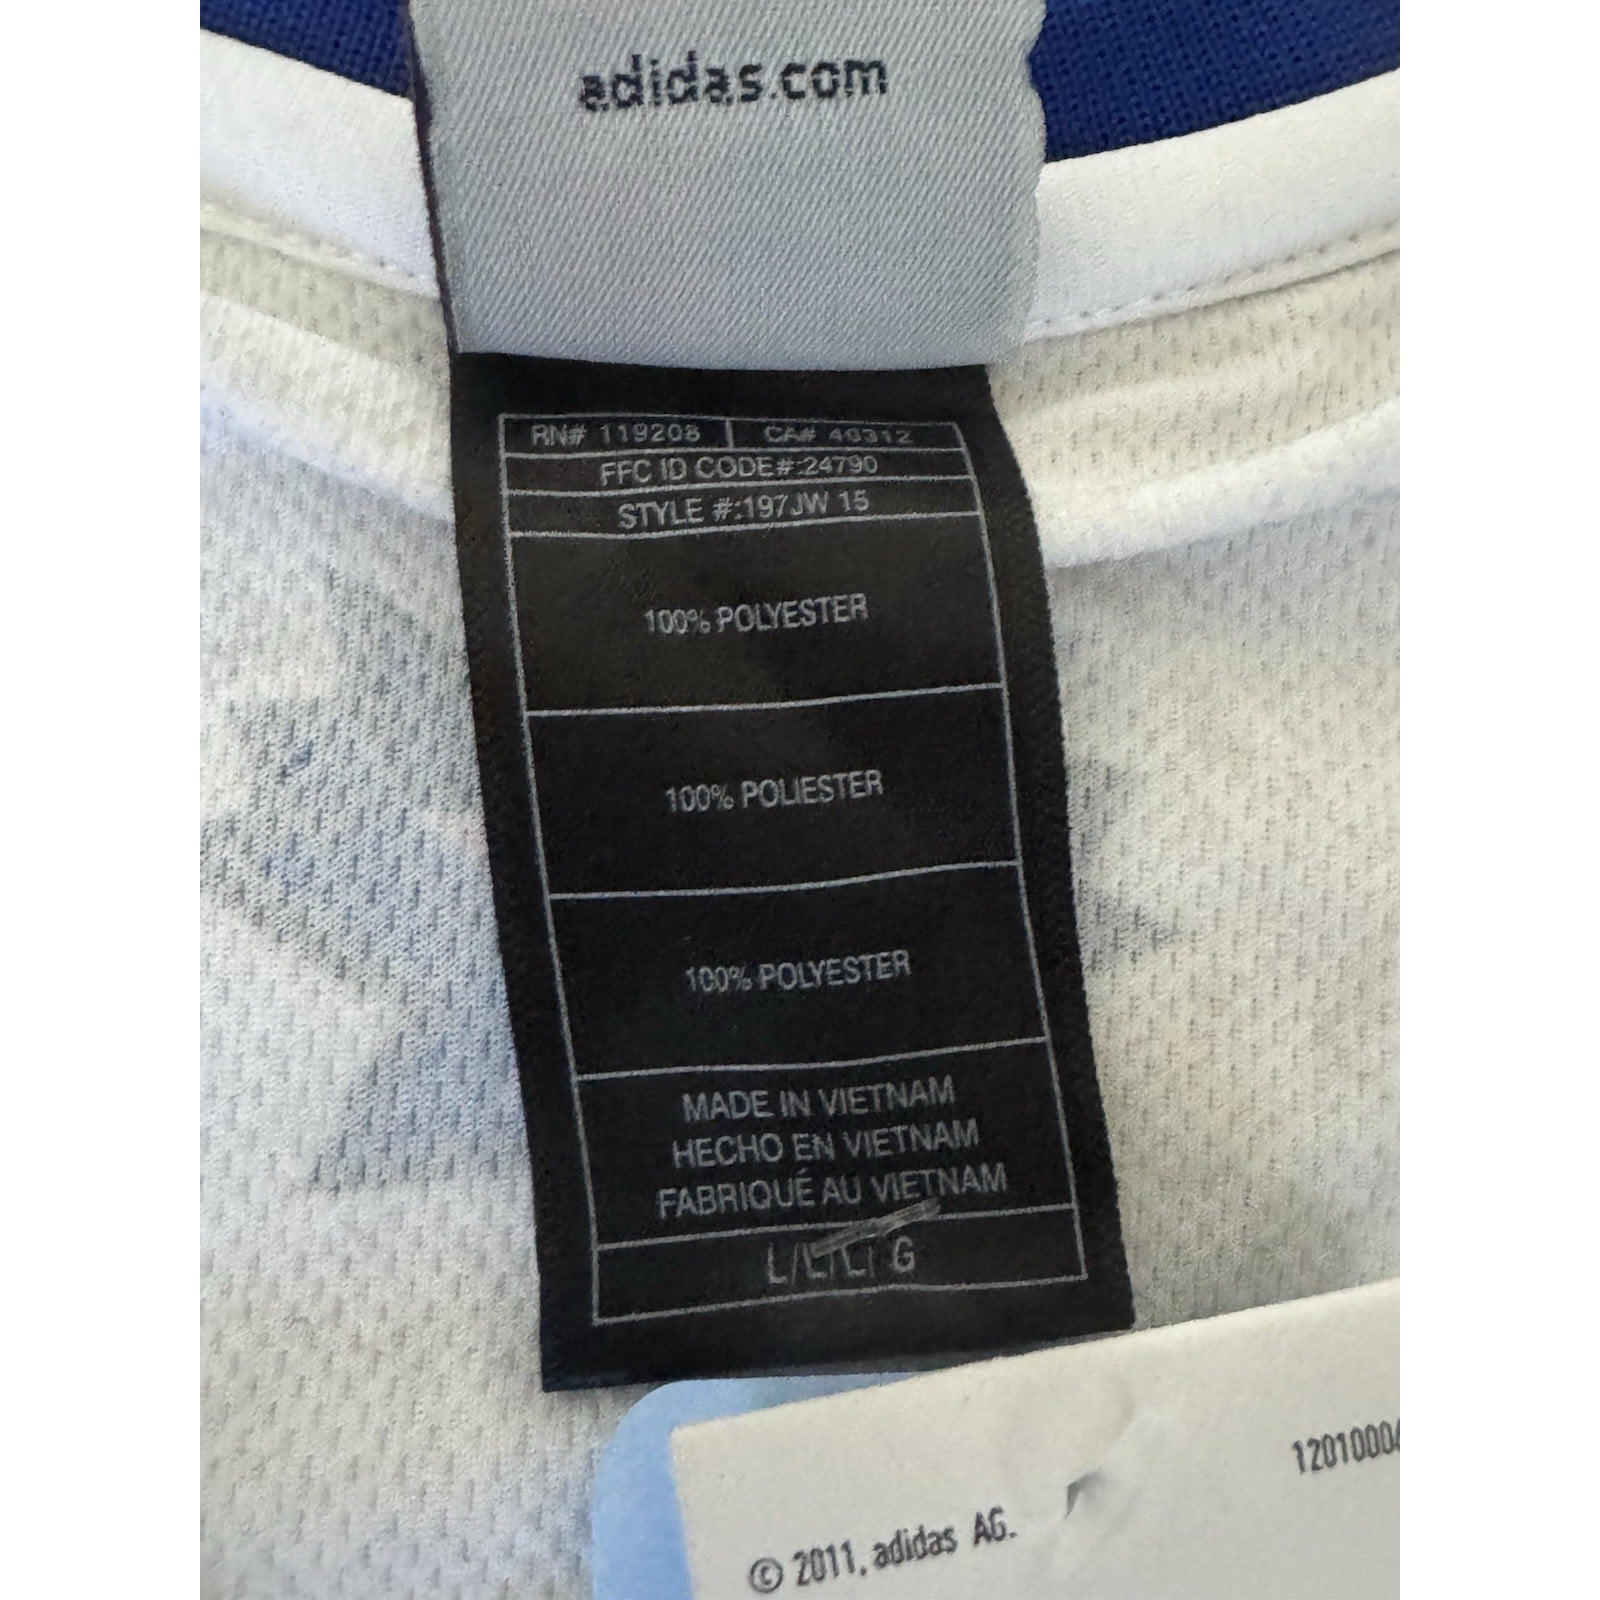 adidas.com
RN# 119208 CA# 40312
FFC ID CODE#:24790
STYLE #:197JW 15
100% POLYESTER
100% POLIESTER
100% POLYESTER
MADE IN VIETNAM
HECHO EN VIETNAM
FABRIQUÉ AU VIETNAM
L/L/L/ G
1201000
© 2011, adidas AG.